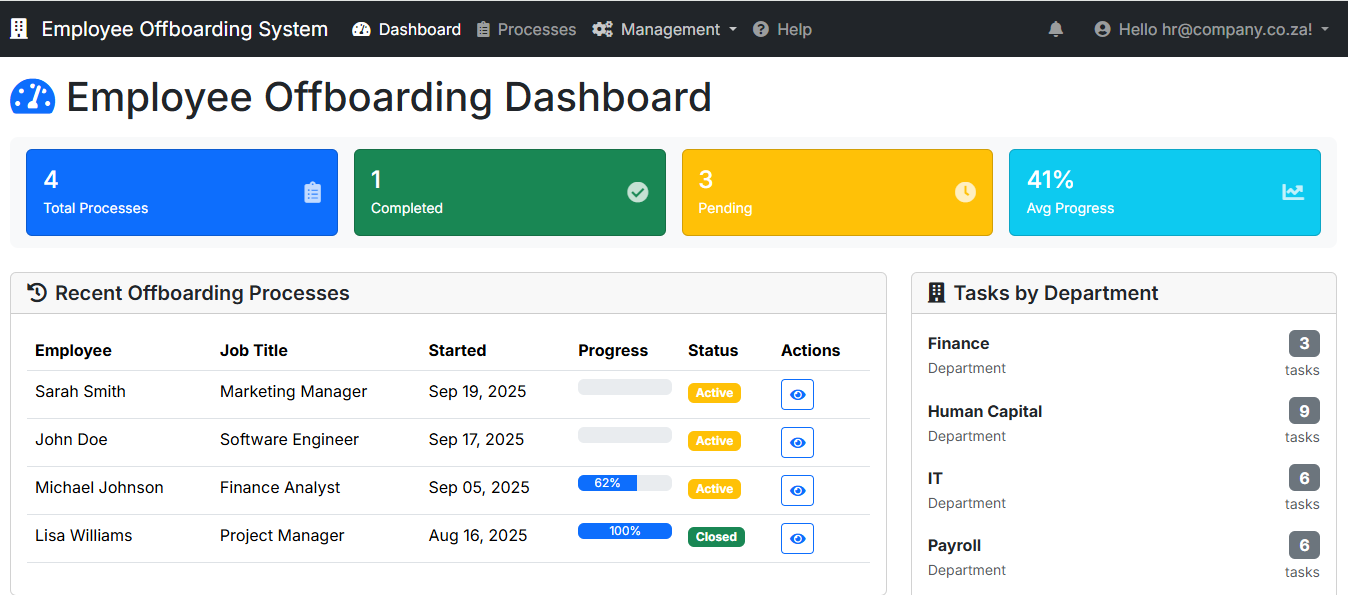 Employee Offboarding System Dashboard Processes Management Help Hello hr@company.co.za!
Employee Offboarding Dashboard
4
Total Processes
1
Completed
3
Pending
41%
Avg Progress
Recent Offboarding Processes
Employee Job Title Started Progress Status Actions
Sarah Smith Marketing Manager Sep 19, 2025 Active
John Doe Software Engineer Sep 17, 2025 Active
Michael Johnson Finance Analyst Sep 05, 2025 62% Active
Lisa Williams Project Manager Aug 16, 2025 100% Closed
Tasks by Department
Finance 3
Department tasks
Human Capital 9
Department tasks
IT 6
Department tasks
Payroll 6
Department tasks